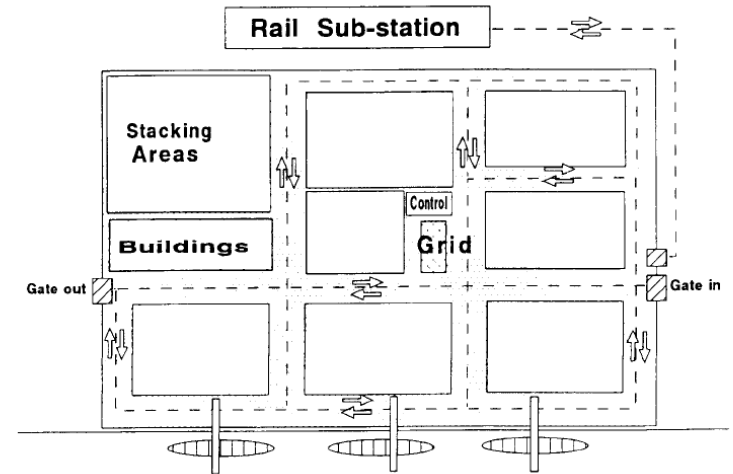 Rail Sub-station
Stacking
Areas
Control
Buildings
Grid
Gate out
Gate in